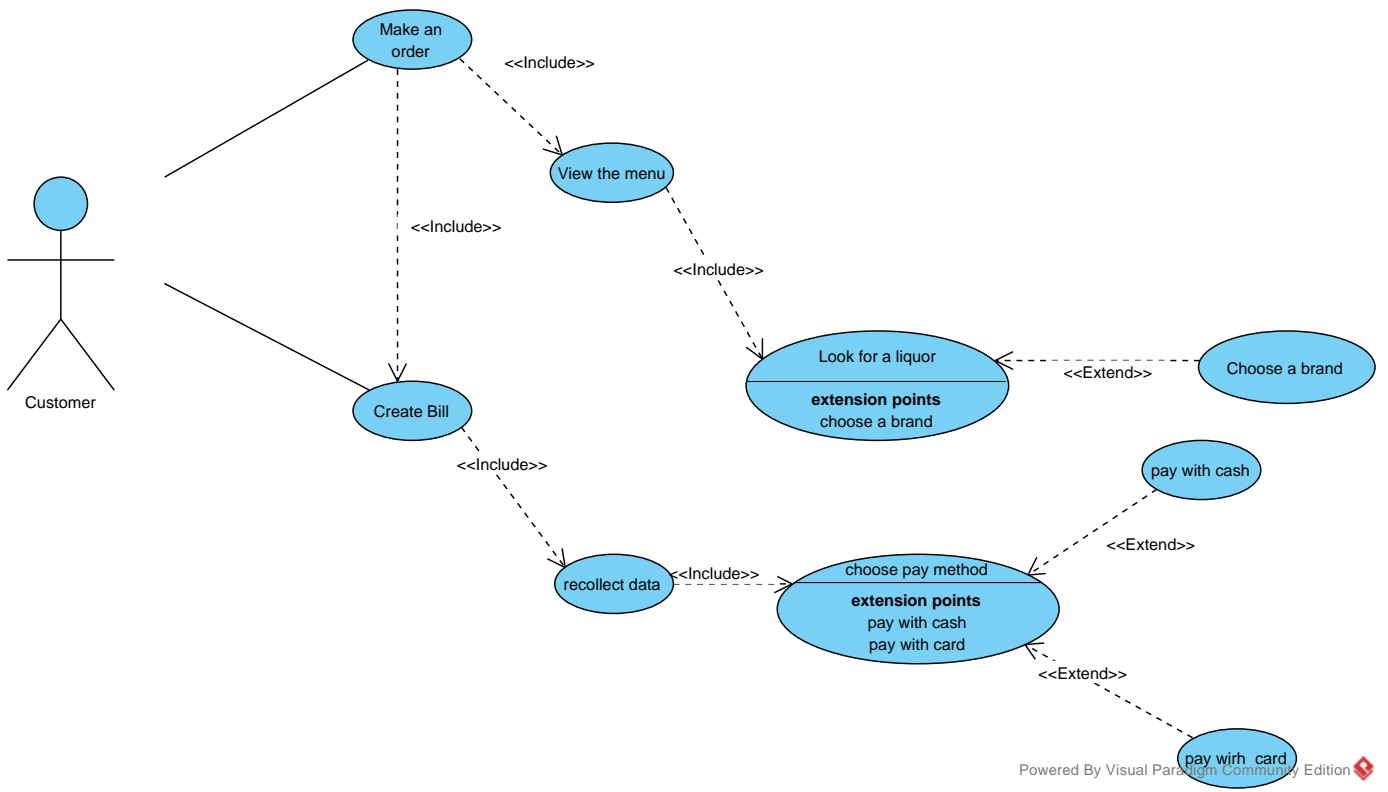 Make an
order
<<Include>>
View the menu
<<Include>>
<<Include>>
Customer
Look for a liquor
extension points
choose a brand
<<Extend>>
Choose a brand
Create Bill
<<Include>>
pay with cash
<<Extend>>
recollect data
<<Include>>
choose pay method
extension points
pay with cash
pay with card
<<Extend>>
pay wirh card
Powered By Visual Paradigm Community Edition